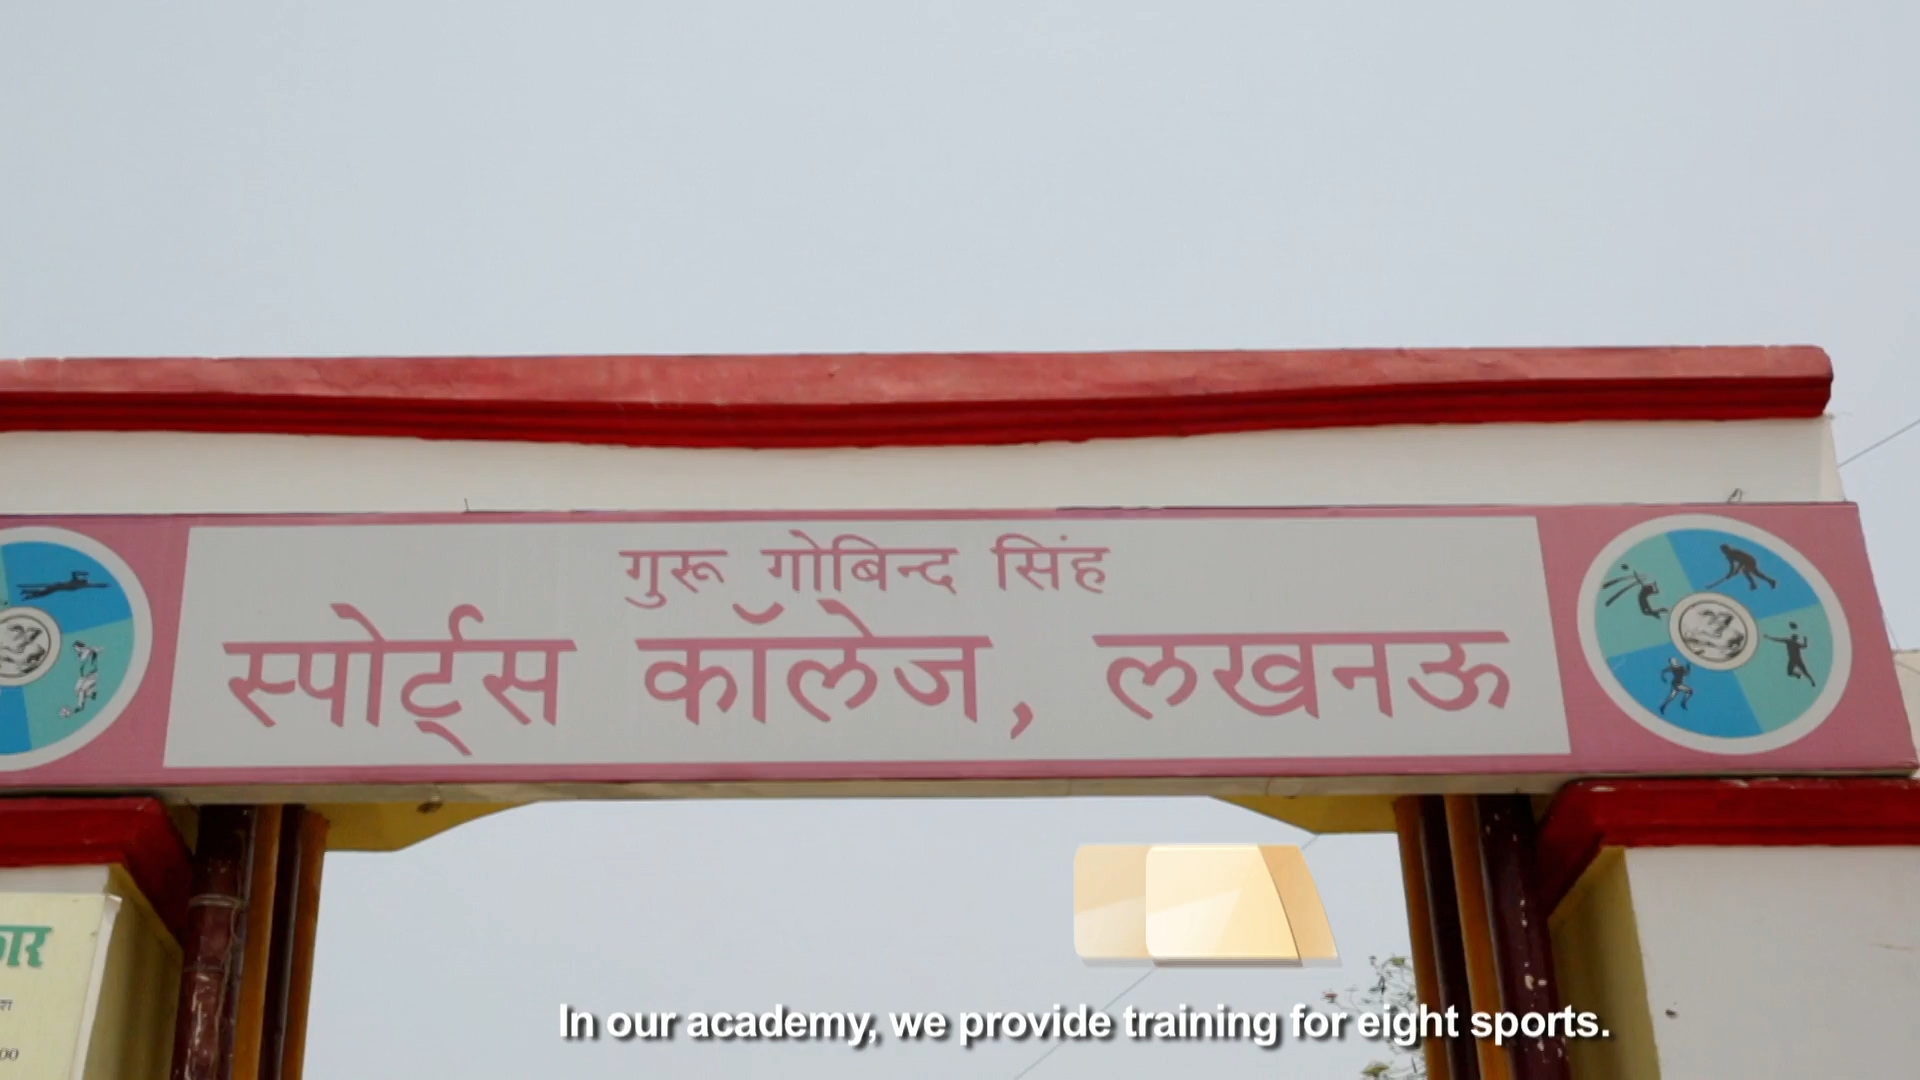 गुरू गोबिन्द सिंह
स्पोर्ट्स कॉलेज, लखनऊ
In our academy, we provide training for eight sports.